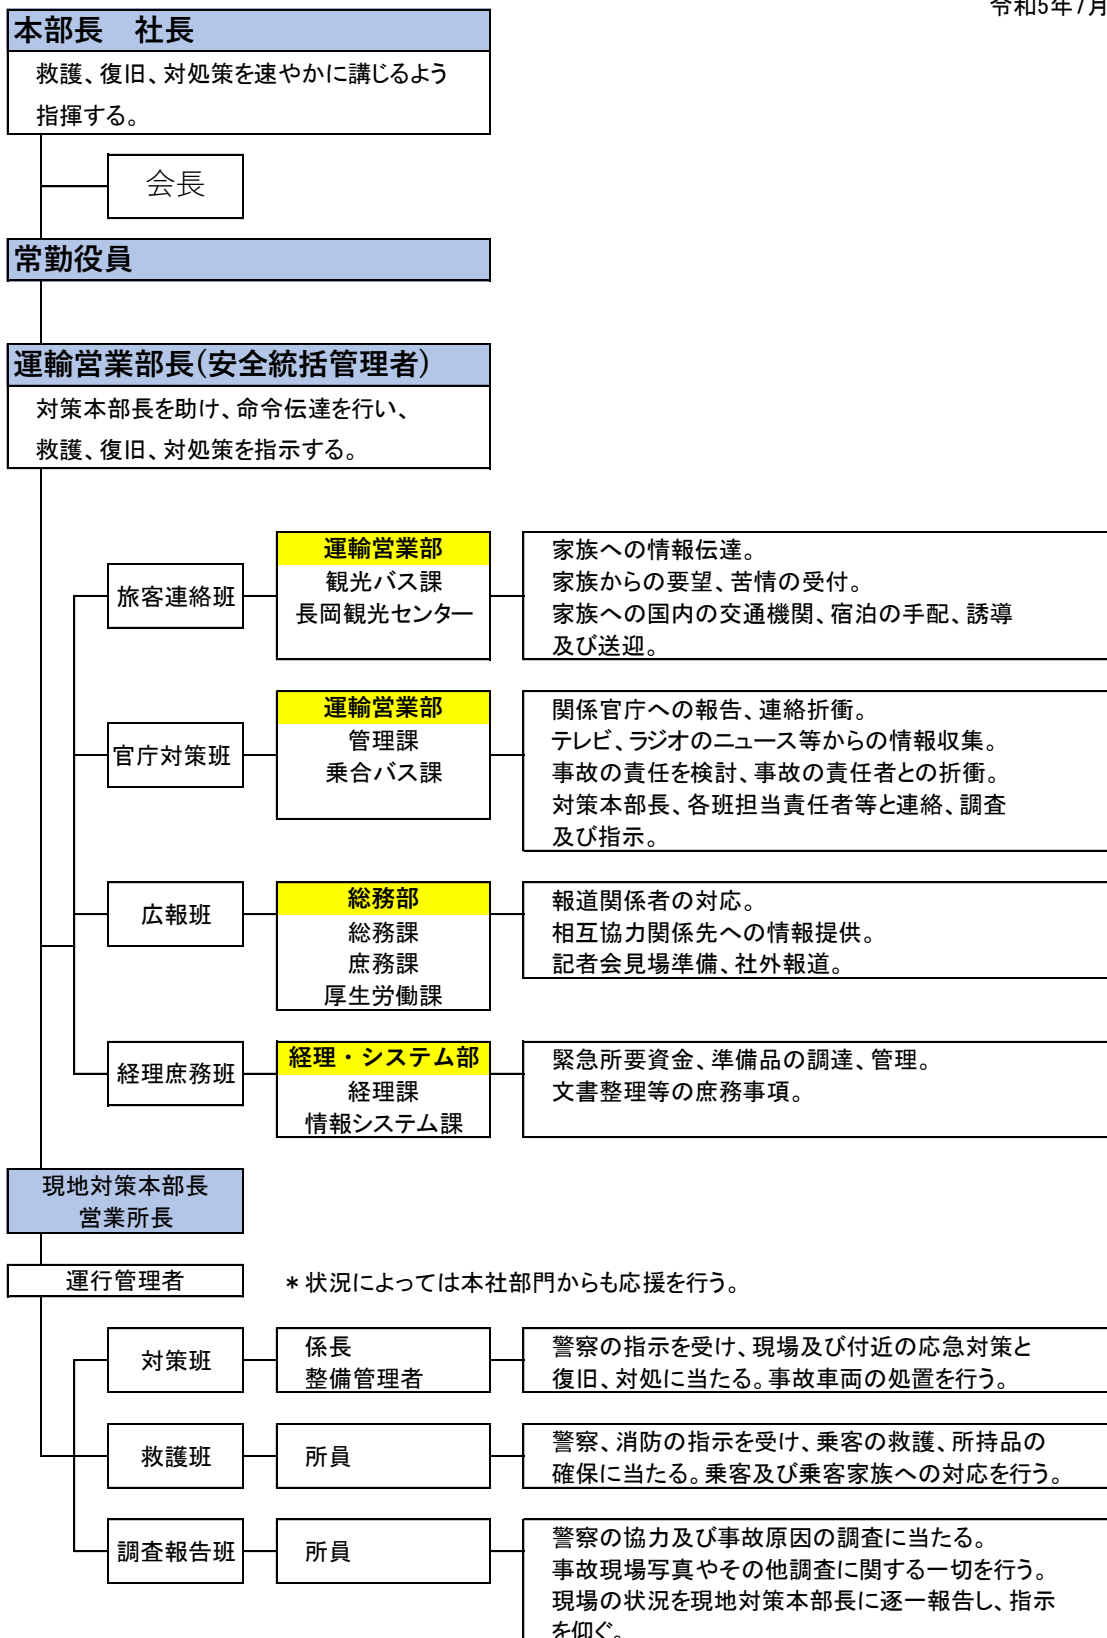 令和5年7月
本部長　社長
救護、復旧、対処策を速やかに講じるよう
指揮する。
会長
常勤役員
運輸営業部長(安全統括管理者)
対策本部長を助け、命令伝達を行い、
救護、復旧、対処策を指示する。
旅客連絡班
運輸営業部
観光バス課
長岡観光センター
家族への情報伝達。
家族からの要望、苦情の受付。
家族への国内の交通機関、宿泊の手配、誘導
及び送迎。
官庁対策班
運輸営業部
管理課
乗合バス課
関係官庁への報告、連絡折衝。
テレビ、ラジオのニュース等からの情報収集。
事故の責任を検討、事故の責任者との折衝。
対策本部長、各班担当責任者等と連絡、調査
及び指示。
広報班
総務部
総務課
庶務課
厚生労働課
報道関係者の対応。
相互協力関係先への情報提供。
記者会見場準備、社外報道。
経理庶務班
経理・システム部
経理課
情報システム課
緊急所要資金、準備品の調達、管理。
文書整理等の庶務事項。
現地対策本部長
営業所長
運行管理者
＊状況によっては本社部門からも応援を行う。
対策班
係長
整備管理者
警察の指示を受け、現場及び付近の応急対策と
復旧、対処に当たる。事故車両の処置を行う。
救護班
所員
警察、消防の指示を受け、乗客の救護、所持品の
確保に当たる。乗客及び乗客家族への対応を行う。
調査報告班
所員
警察の協力及び事故原因の調査に当たる。
事故現場写真やその他調査に関する一切を行う。
現場の状況を現地対策本部長に逐一報告し、指示
を仰ぐ。